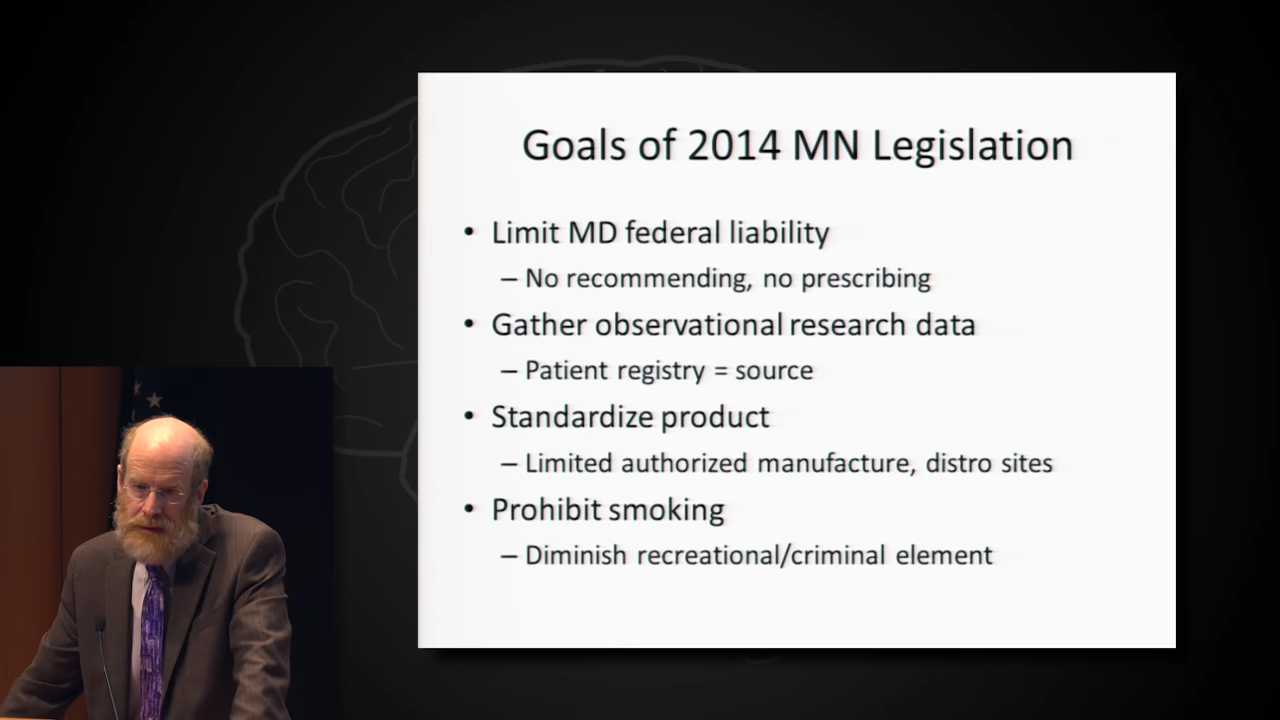 Goals of 2014 MN Legislation
• Limit MD federal liability
– No recommending, no prescribing
• Gather observational research data
– Patient registry = source
• Standardize product
– Limited authorized manufacture, distro sites
• Prohibit smoking
– Diminish recreational/criminal element